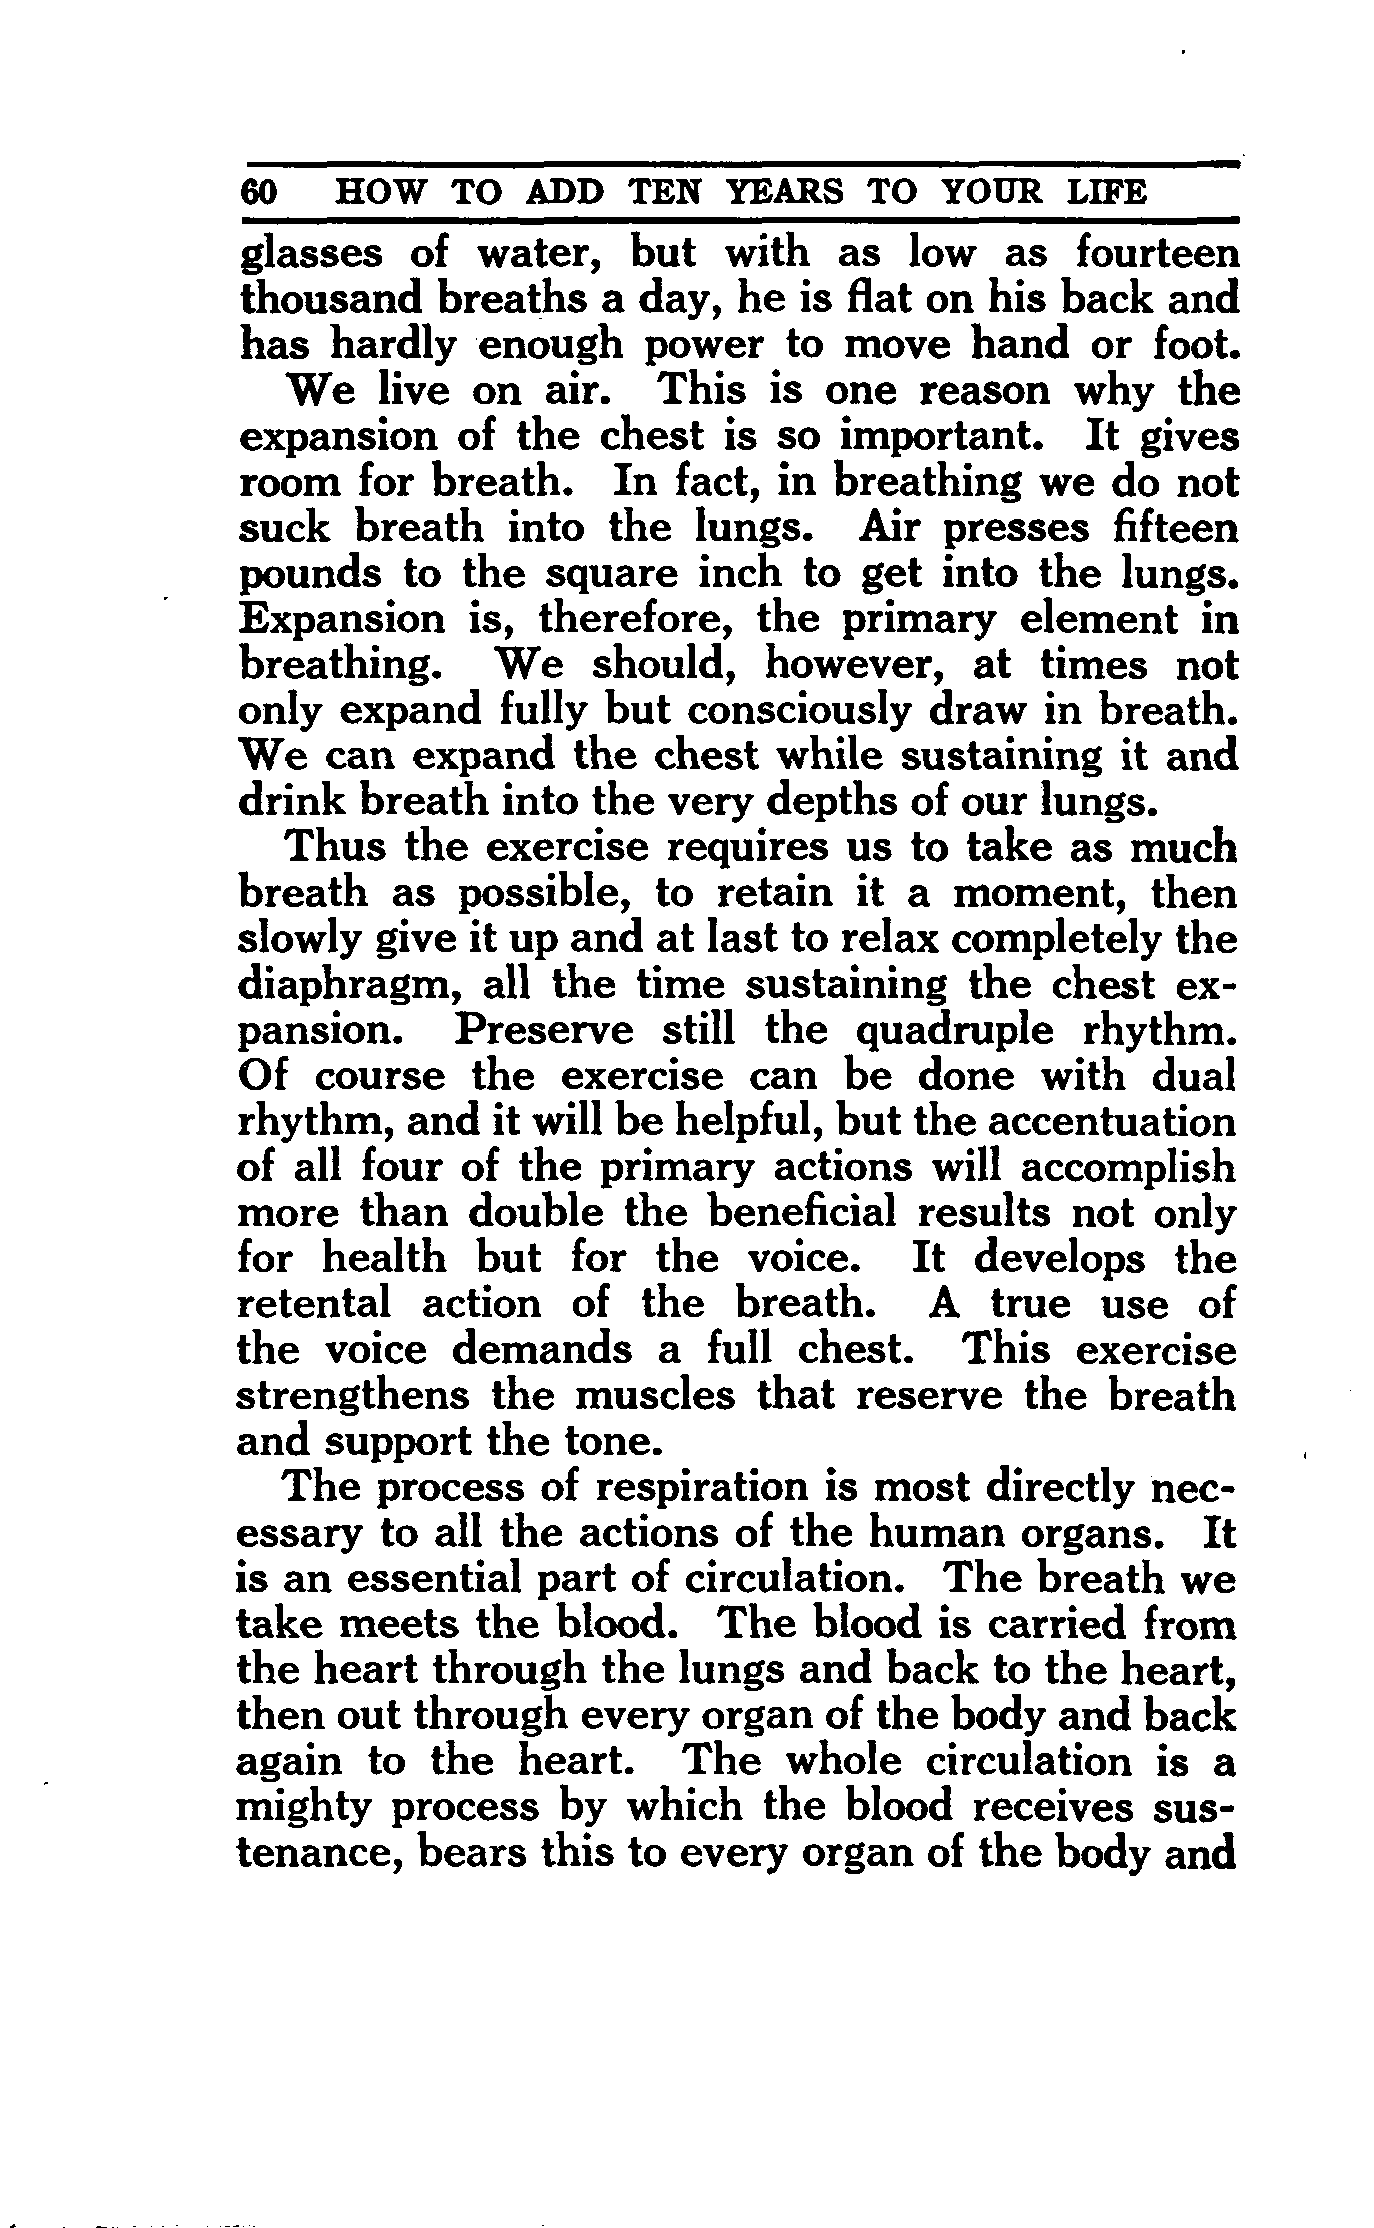 60 HOW TO ADD TEN YEARS TO YOUR LIFE
glasses of water, but with as low as fourteen
thousand breaths a day, he is flat on his back and
has hardly enough power to move hand or foot.
We live on air. This is one reason why the
expansion of the chest is so important. It gives
room for breath. In fact, in breathing we do not
suck breath into the lungs. Air presses fifteen
pounds to the square inch to get into the lungs.
Expansion is, therefore, the primary element in
breathing. We should, however, at times not
only expand fully but consciously draw in breath.
We can expand the chest while sustaining it and
drink breath into the very depths of our lungs.
Thus the exercise requires us to take as much
breath as possible, to retain it a moment, then
slowly give it up and at last to relax completely the
diaphragm, all the time sustaining the chest ex-
pansion. Preserve still the quadruple rhythm.
Of course the exercise can be done with dual
rhythm, and it will be helpful, but the accentuation
of all four of the primary actions will accomplish
more than double the beneficial results not only
for health but for the voice. It develops the
retental action of the breath. A true use of
the voice demands a full chest. This exercise
strengthens the muscles that reserve the breath
and support the tone.
The process of respiration is most directly nec-
essary to all the actions of the human organs. It
is an essential part of circulation. The breath we
take meets the blood. The blood is carried from
the heart through the lungs and back to the heart,
then out through every organ of the body and back
again to the heart. The whole circulation is a
mighty process by which the blood receives sus-
tenance, bears this to every organ of the body and